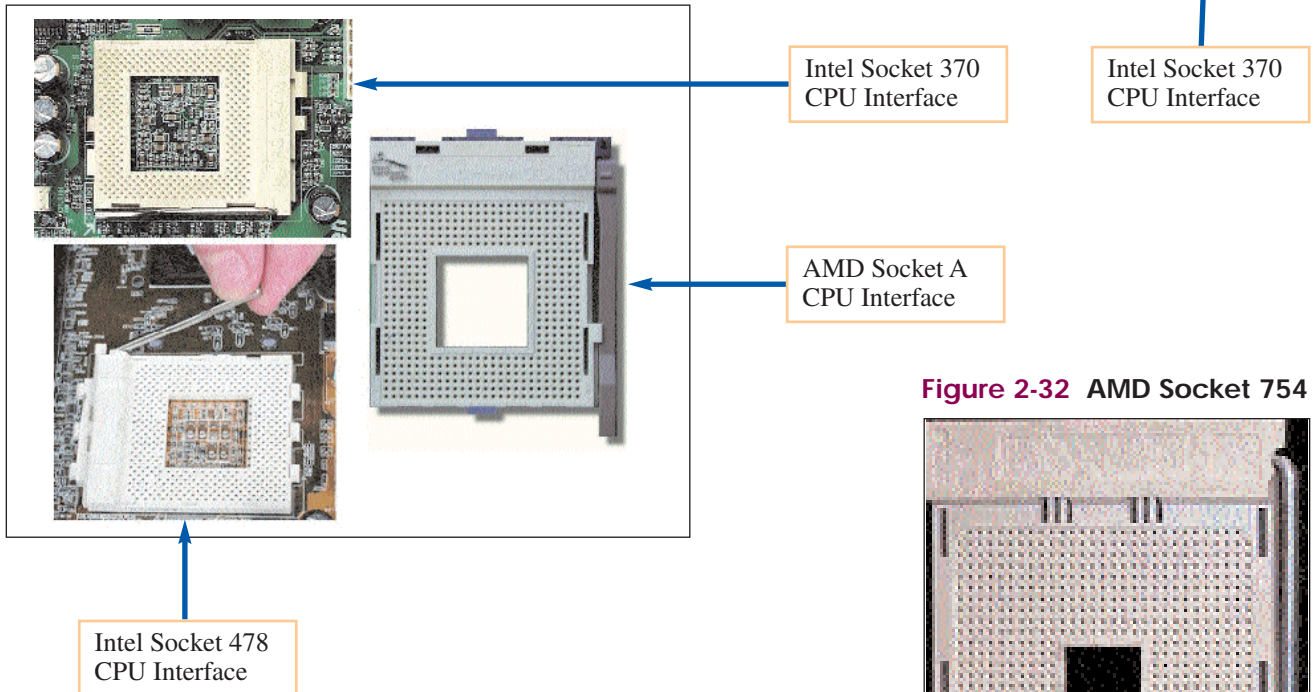 Intel Socket 370
CPU Interface
Intel Socket 370
CPU Interface
AMD Socket A
CPU Interface
Figure 2-32 AMD Socket 754
Intel Socket 478
CPU Interface